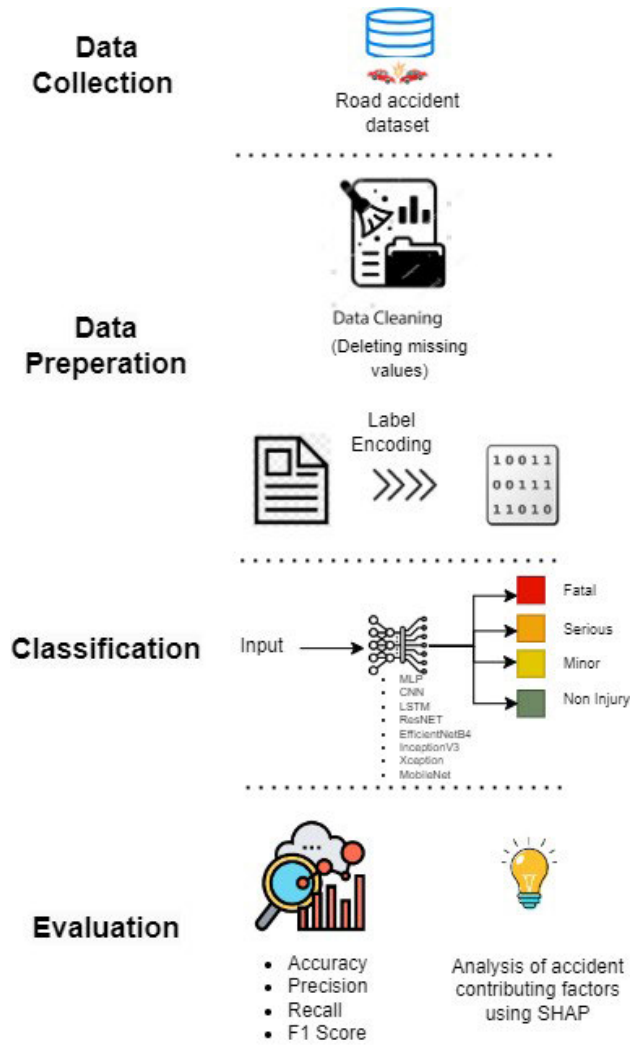 Data
Collection
Road accident
dataset
Data Cleaning
(Deleting missing
values)
Data
Preperation
Label
Encoding
10011
00111
11010
Classification
Input
MLP
CNN
LSTM
ResNET
EfficientNetB4
InceptionV3
Xception
MobileNet
Fatal
Serious
Minor
Non Injury
Evaluation
• Accuracy
• Precision
• Recall
• F1 Score
Analysis of accident
contributing factors
using SHAP